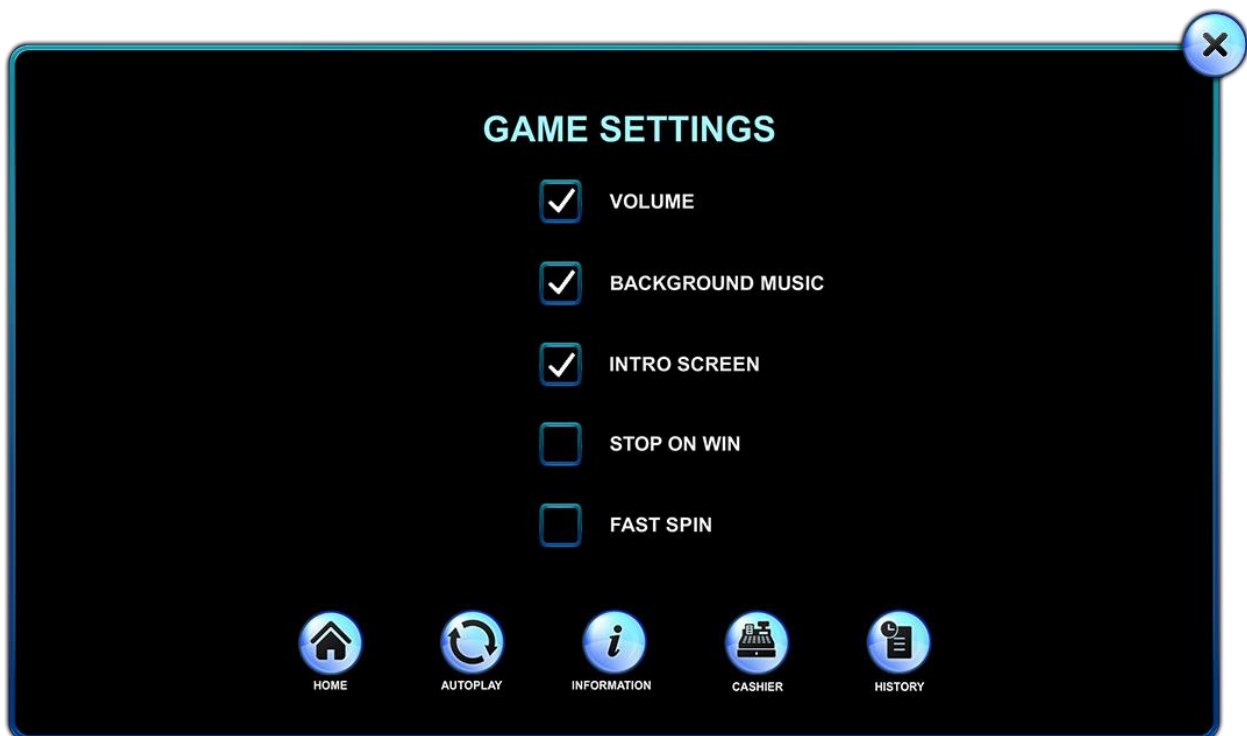 GAME SETTINGS
VOLUME
BACKGROUND MUSIC
INTRO SCREEN
STOP ON WIN
FAST SPIN
HOME
AUTOPLAY
INFORMATION
CASHIER
HISTORY